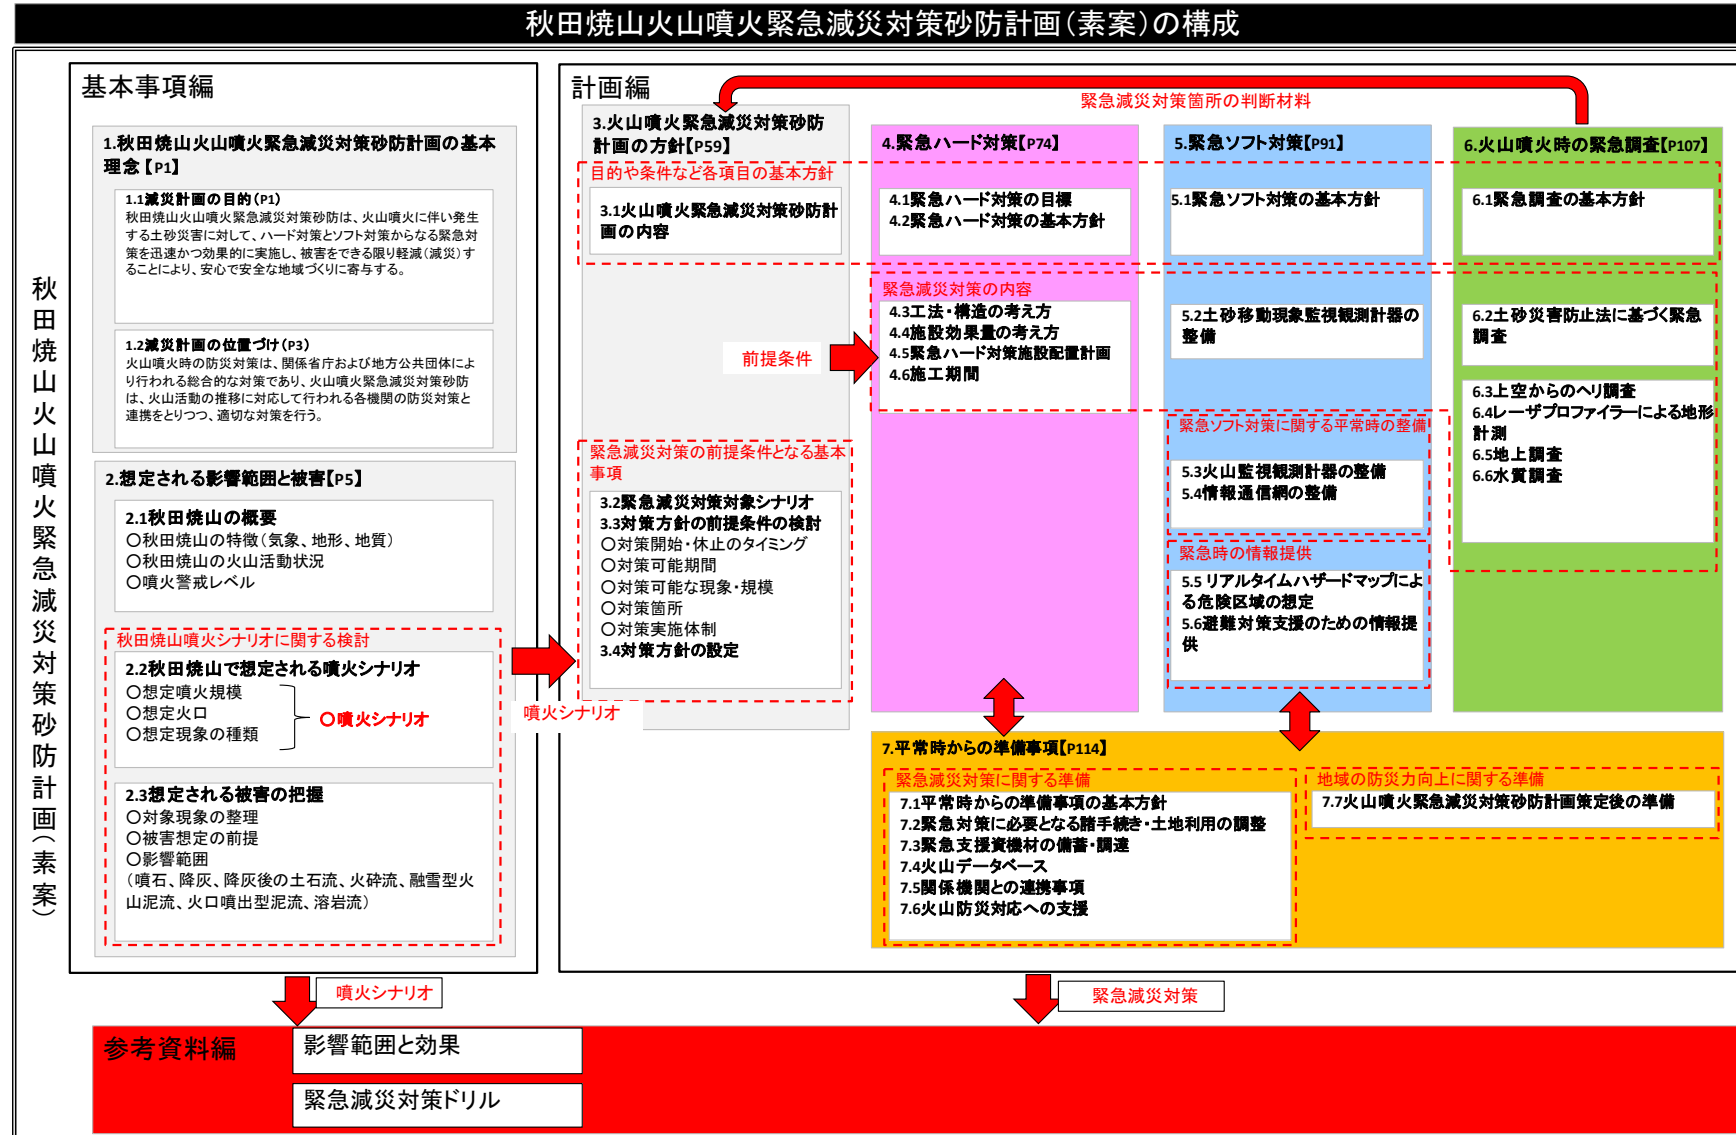 秋田焼山火山噴火緊急減災対策砂防計画(素案)の構成
秋田焼山火山噴火緊急減災対策砂防計画(素案)
基本事項編
1.秋田焼山火山噴火緊急減災対策砂防計画の基本
理念【P1】
1.1減災計画の目的(P1)
秋田焼山火山噴火緊急減災対策砂防は、火山噴火に伴い発生
する土砂災害に対して、ハード対策とソフト対策からなる緊急対
策を迅速かつ効果的に実施し、被害をできる限り軽減(減災)す
ることにより、安心で安全な地域づくりに寄与する。
1.2減災計画の位置づけ(P3)
火山噴火時の防災対策は、関係省庁および地方公共団体によ
り行われる総合的な対策であり、火山噴火緊急減災対策砂防
は、火山活動の推移に対応して行われる各機関の防災対策と
連携をとりつつ、適切な対策を行う。
2.想定される影響範囲と被害【P5】
2.1秋田焼山の概要
〇秋田焼山の特徴(気象、地形、地質)
〇秋田焼山の火山活動状況
〇噴火警戒レベル
秋田焼山噴火シナリオに関する検討
2.2秋田焼山で想定される噴火シナリオ
〇想定噴火規模
〇想定火口
〇想定現象の種類
〇噴火シナリオ
2.3想定される被害の把握
〇対象現象の整理
〇被害想定の前提
〇影響範囲
(噴石、降灰、降灰後の土石流、火砕流、融雪型火
山泥流、火口噴出型泥流、溶岩流)
噴火シナリオ
計画編
緊急減災対策箇所の判断材料
3.火山噴火緊急減災対策砂防
計画の方針【P59】
目的や条件など各項目の基本方針
3.1火山噴火緊急減災対策砂防計
画の内容
前提条件
緊急減災対策の前提条件となる基本
事項
3.2緊急減災対策対象シナリオ
3.3対策方針の前提条件の検討
〇対策開始・休止のタイミング
〇対策可能期間
〇対策可能な現象・規模
〇対策箇所
〇対策実施体制
3.4対策方針の設定
4.緊急ハード対策【P74】
4.1緊急ハード対策の目標
4.2緊急ハード対策の基本方針
緊急減災対策の内容
4.3工法・構造の考え方
4.4施設効果量の考え方
4.5緊急ハード対策施設配置計画
4.6施工期間
5.緊急ソフト対策【P91】
5.1緊急ソフト対策の基本方針
5.2土砂移動現象監視観測計器の
整備
緊急ソフト対策に関する平常時の整備
5.3火山監視観測計器の整備
5.4情報通信網の整備
緊急時の情報提供
5.5リアルタイムハザードマップによ
る危険区域の想定
5.6避難対策支援のための情報提
供
6.火山噴火時の緊急調査【P107】
6.1緊急調査の基本方針
6.2土砂災害防止法に基づく緊急
調査
6.3上空からのヘリ調査
6.4レーザプロファイラーによる地形
計測
6.5地上調査
6.6水質調査
7.平常時からの準備事項【P114】
緊急減災対策に関する準備
7.1平常時からの準備事項の基本方針
7.2緊急対策に必要となる諸手続き・土地利用の調整
7.3緊急支援資機材の備蓄・調達
7.4火山データベース
7.5関係機関との連携事項
7.6火山防災対応への支援
地域の防災力向上に関する準備
7.7火山噴火緊急減災対策砂防計画策定後の準備
噴火シナリオ
緊急減災対策
参考資料編
影響範囲と効果
緊急減災対策ドリル